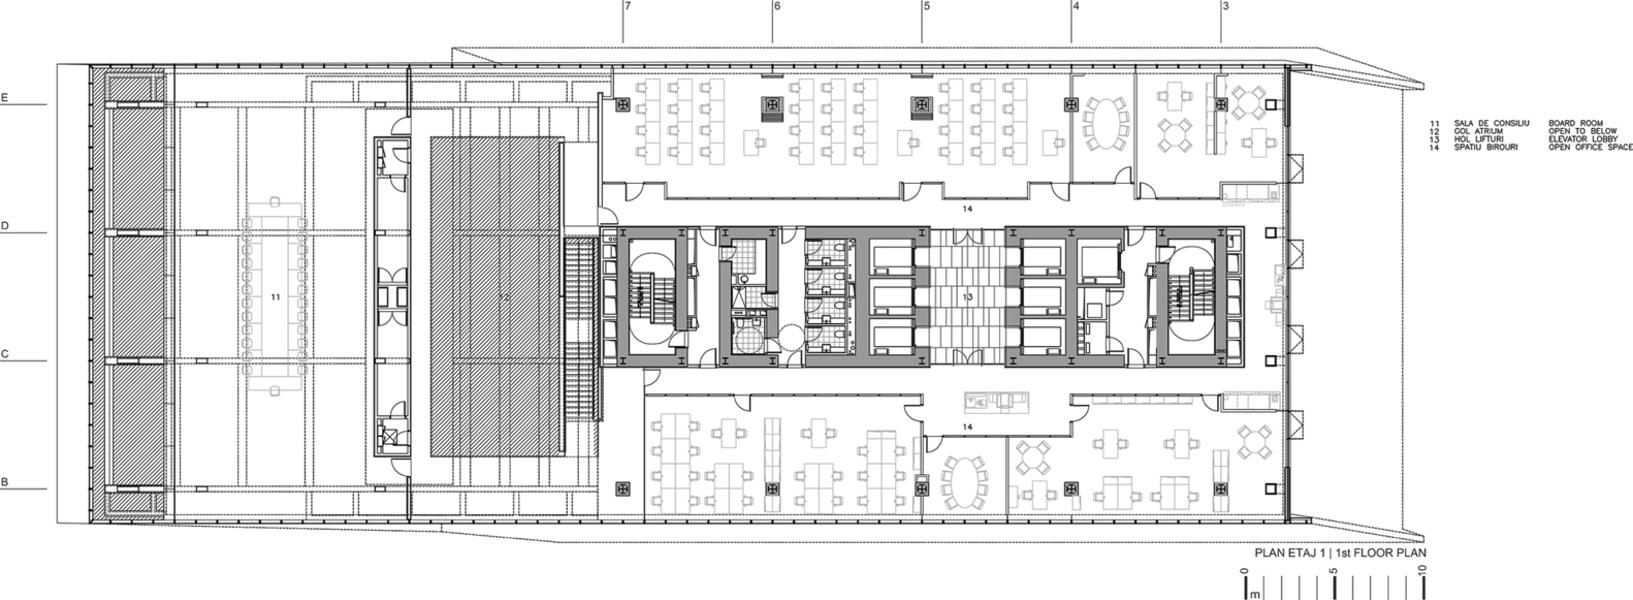 7 6 5 4 3
E
D
C
B
11 SALA DE CONSILIU BOARD ROOM
12 GOL ATRIUM OPEN TO BELOW
13 HOL LIFTURI ELEVATOR LOBBY
14 SPATIU BIROURI OPEN OFFICE SPACE
14
11
12
13
14
PLAN ETAJ 1 | 1st FLOOR PLAN
0 5 10
m